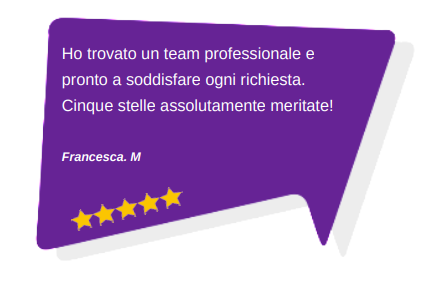 Ho trovato un team professionale e
pronto a soddisfare ogni richiesta.
Cinque stelle assolutamente meritate!
Francesca. M